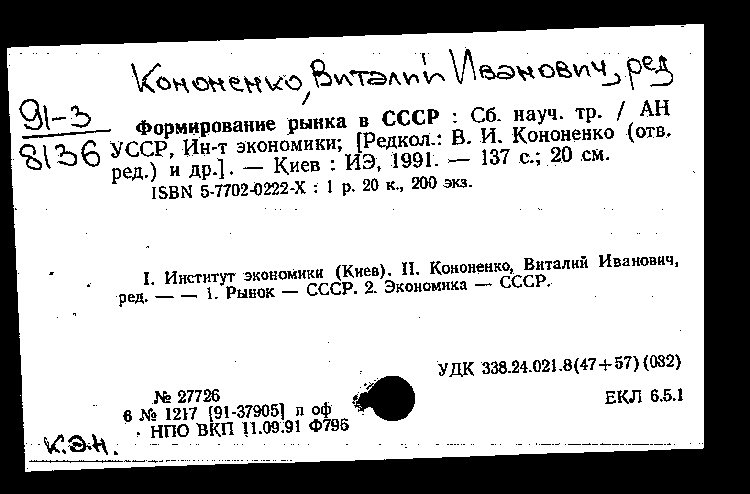 Кононенко, Виталий Иванович, ред
91-3
8136
Формирование рынка в СССР : Сб. науч. тр. / АН
УССР, Ин-т экономики; [Редкол.: В. И. Кононенко (отв.
ред.) и др.]. — Киев : ИЭ, 1991. — 137 с.; 20 см.
ISBN 5-7702-0222-X : 1 р. 20 к., 200 экз.
I. Институт экономики (Киев). II. Кононенко, Виталий Иванович,
ред. — — 1. Рынок — СССР. 2. Экономика — СССР.
УДК 338.24.021.8(47+57)(082)
№ 27726
ЕКЛ 6.5.1
6 № 1217 [91-37905] п оф
НПО ВКП 11.09.91 Ф796
к.э.н.